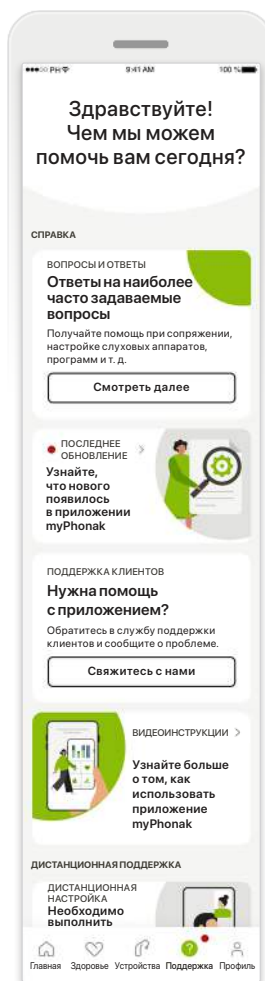 PH 9:41 AM 100 %
Здравствуйте!
Чем мы можем
помочь вам сегодня?
СПРАВКА
ВОПРОСЫ И ОТВЕТЫ
Ответы на наиболее
часто задаваемые
вопросы
Получайте помощь при сопряжении,
настройке слуховых аппаратов,
программ и т. д.
Смотреть далее
ПОСЛЕДНЕЕ
ОБНОВЛЕНИЕ
Узнайте,
что нового
появилось
в приложении
myPhonak
ПОДДЕРЖКА КЛИЕНТОВ
Нужна помощь
с приложением?
Обратитесь в службу поддержки
клиентов и сообщите о проблеме.
Свяжитесь с нами
ВИДЕОИНСТРУКЦИИ
Узнайте больше
о том, как
использовать
приложение
myPhonak
ДИСТАНЦИОННАЯ ПОДДЕРЖКА
ДИСТАНЦИОННАЯ
НАСТРОЙКА
Необходимо
выполнить
Главная Здоровье Устройства Поддержка Профиль